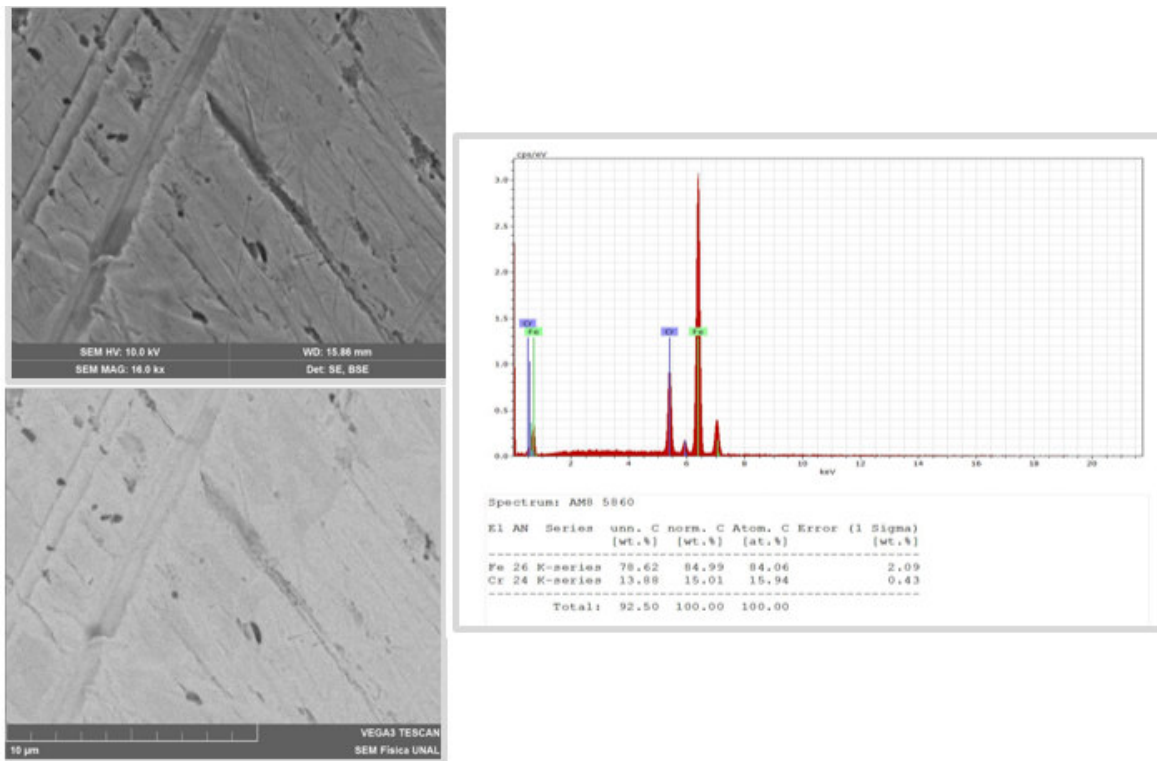 SEM HV: 10.0 kV WD: 15.86 mm
SEM MAG: 16.0 kx Det: SE, BSE
VEGA3 TESCAN
10 µm SEM Física UNAL
cps/eV
3.0
2.5
2.0
1.5
1.0
0.5
0.0
Cr Cr Fe
Fe
2 4 6 8 10 12 14 16 18 20
keV
Spectrum: AM8 5860
El AN Series unn. C norm. C Atom. C Error (1 Sigma)
[wt.%] [wt.%] [at.%] [wt.%]
Fe 26 K-series 78.62 84.99 84.06 2.09
Cr 24 K-series 13.88 15.01 15.94 0.43
Total: 92.50 100.00 100.00